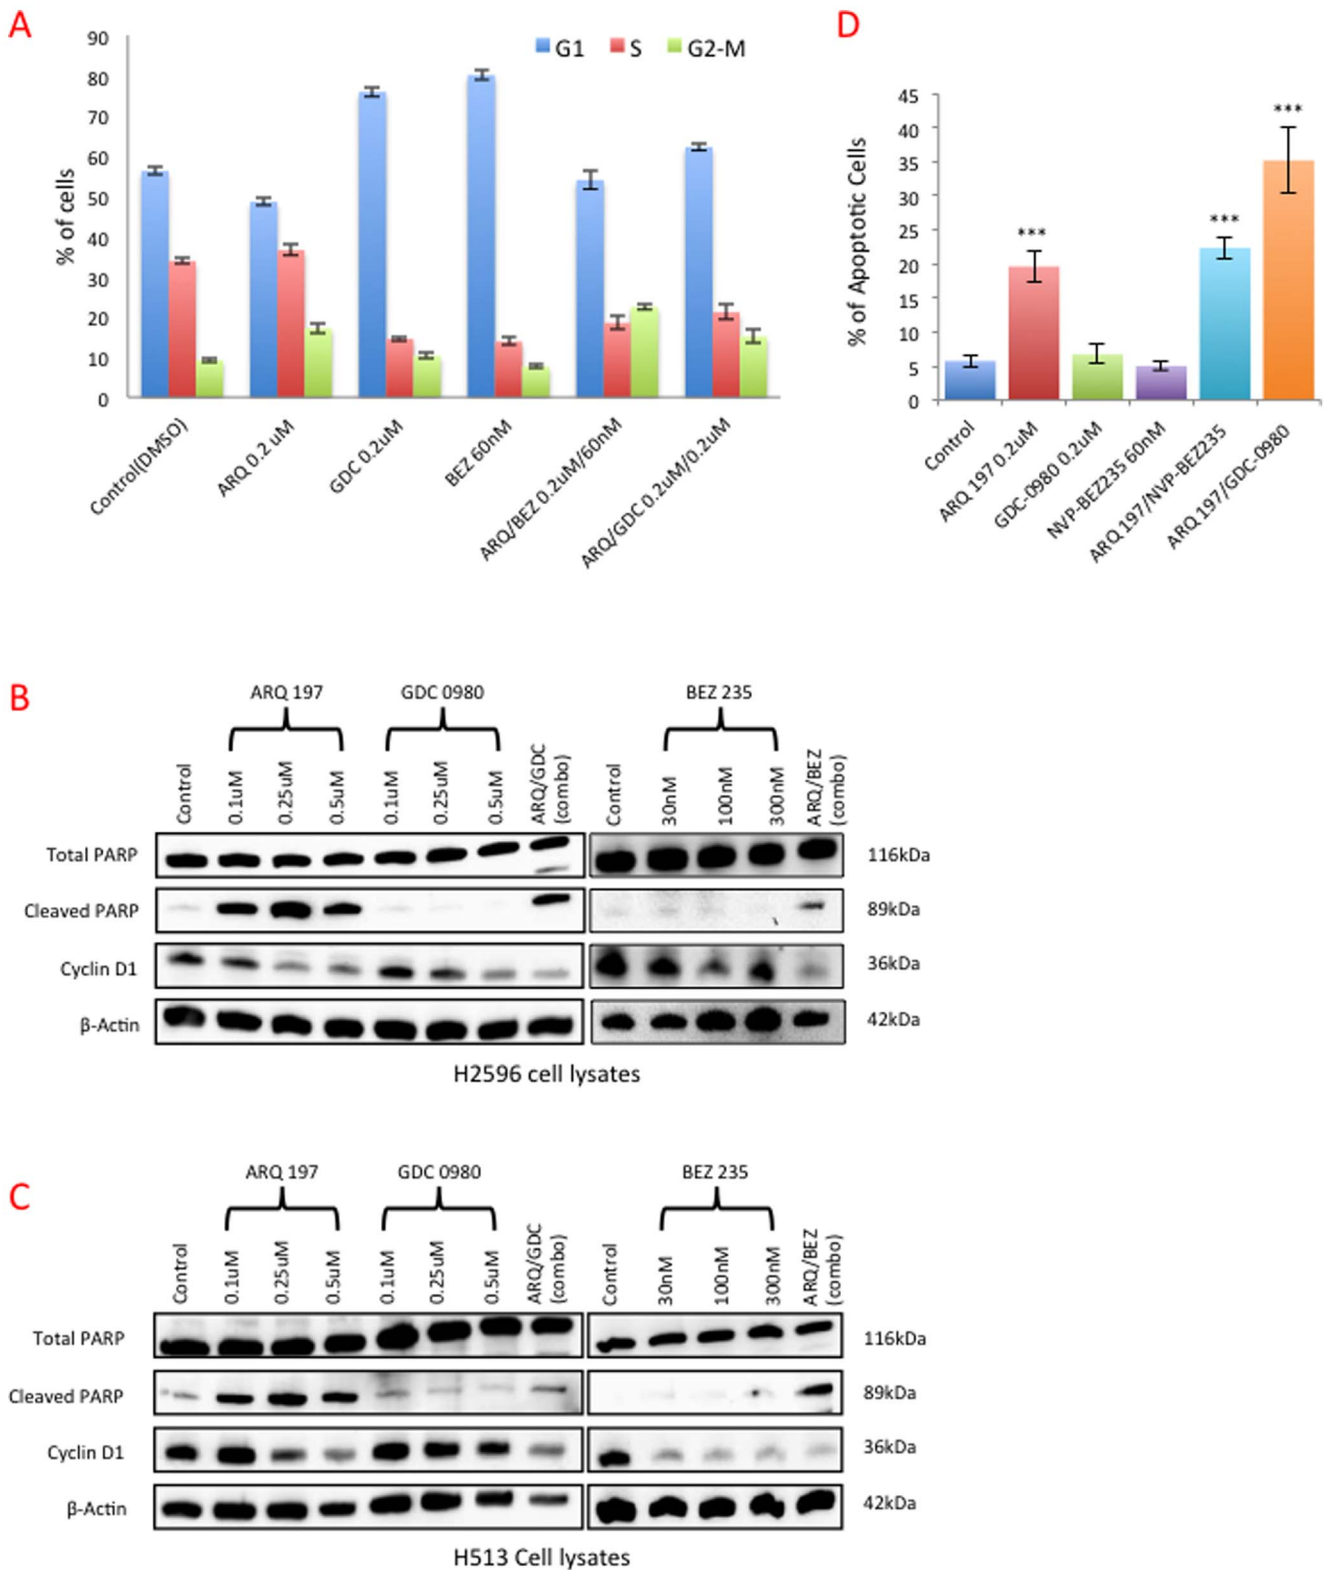 A
90
80
70
60
50
40
30
20
10
0
% of cells
G1 S G2-M
Control(DMSO)
ARQ 0.2 uM
GDC 0.2uM
BEZ 60nM
ARQ/BEZ 0.2uM/60nM
ARQ/GDC 0.2uM/0.2uM
D
45
40
35
30
25
20
15
10
5
0
% of Apoptotic Cells
***
***
***
Control
ARQ 197 0.2uM
GDC-0980 0.2uM
NVP-BEZ235 60nM
ARQ 197/NVP-BEZ235
ARQ 197/GDC-0980
B
ARQ 197 GDC 0980 BEZ 235
Control
0.1uM
0.25uM
0.5uM
0.1uM
0.25uM
0.5uM
ARQ/GDC
(combo)
Control
30nM
100nM
300nM
ARQ/BEZ
(combo)
Total PARP 116kDa
Cleaved PARP 89kDa
Cyclin D1 36kDa
β-Actin 42kDa
H2596 cell lysates
C
ARQ 197 GDC 0980 BEZ 235
Control
0.1uM
0.25uM
0.5uM
0.1uM
0.25uM
0.5uM
ARQ/GDC
(combo)
Control
30nM
100nM
300nM
ARQ/BEZ
(combo)
Total PARP 116kDa
Cleaved PARP 89kDa
Cyclin D1 36kDa
β-Actin 42kDa
H513 Cell lysates